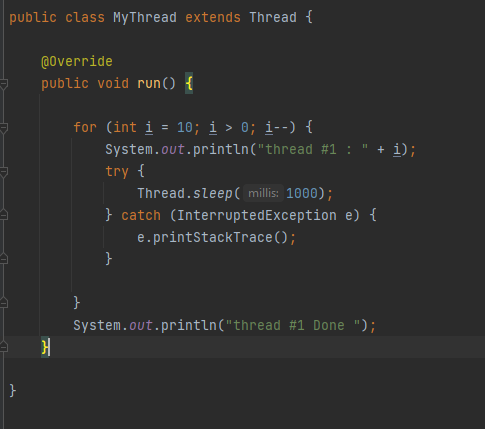 public class MyThread extends Thread {
@Override
public void run() {
for (int i = 10; i > 0; i--) {
System.out.println("thread #1 : " + i);
try {
Thread.sleep( millis: 1000);
} catch (InterruptedException e) {
e.printStackTrace();
}
}
System.out.println("thread #1 Done ");
}
}